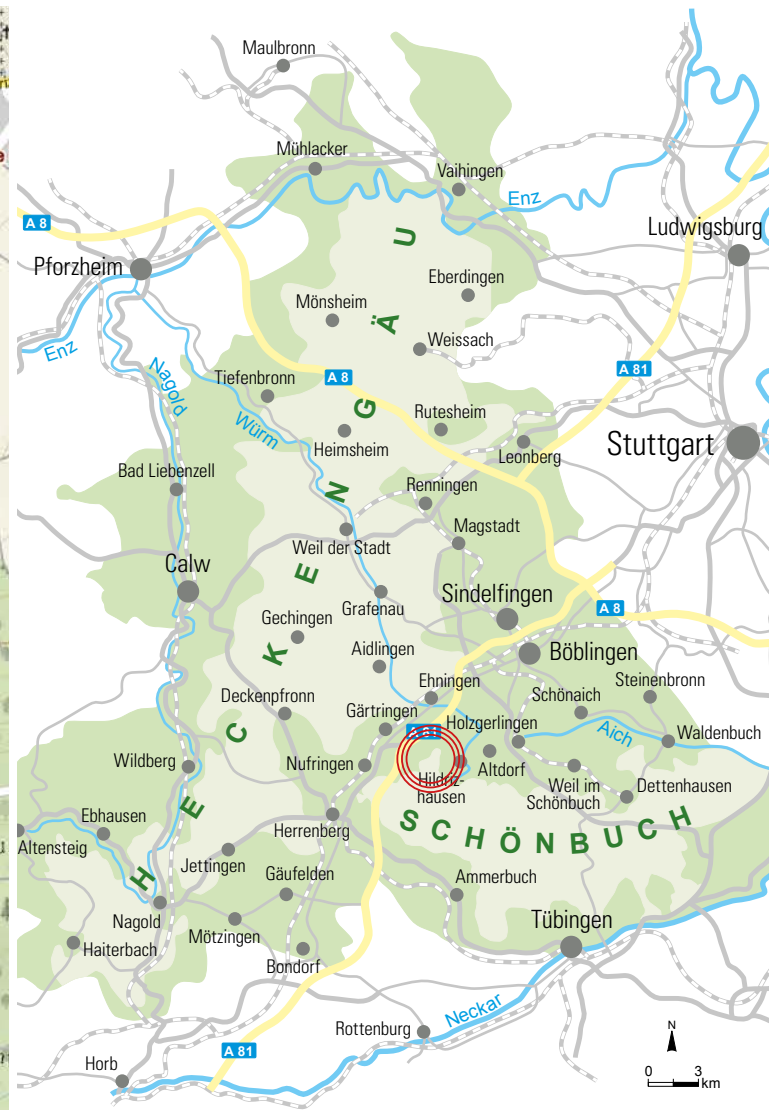 Maulbronn
Mühlacker
Vaihingen
Enz
A 8
Ludwigsburg
Pforzheim
Eberdingen
Mönsheim
Weissach
Enz
Nagold
A 81
A 8
Tiefenbronn
Würm
Rutesheim
Heimsheim
Leonberg
Stuttgart
Bad Liebenzell
Renningen
Magstadt
Weil der Stadt
Calw
Sindelfingen
Grafenau
A 8
Gechingen
Böblingen
Aidlingen
Steinenbronn
Ehningen
Schönaich
Deckenpfronn
Gärtringen
Holzgerlingen
Aich
Waldenbuch
Wildberg
Nufringen
Altdorf
Hildriz-
hausen
Weil im
Schönbuch
Dettenhausen
HECKENGÄU
SCHÖNBUCH
Ebhausen
Herrenberg
Altensteig
Jettingen
Gäufelden
Ammerbuch
Nagold
Mötzingen
Tübingen
Haiterbach
Bondorf
Neckar
Rottenburg
A 81
Horb
N
0 3
km